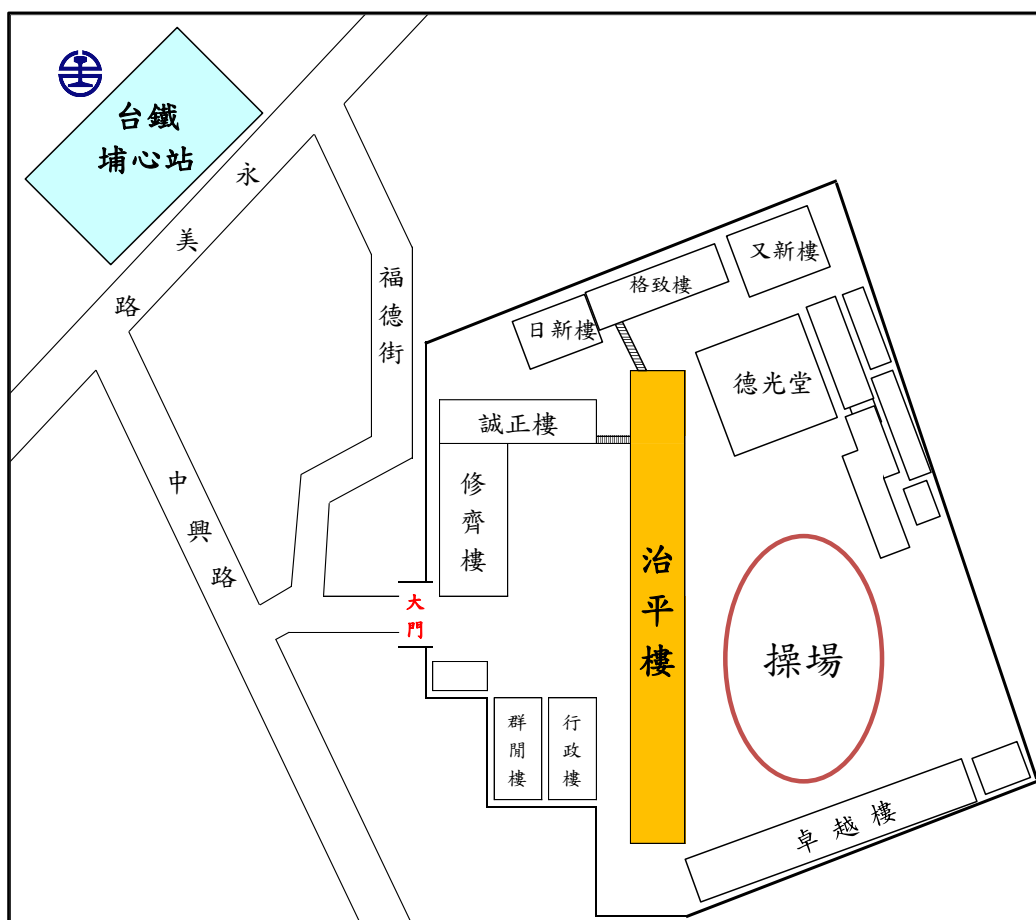 台鐵
埔心站
永美路
福德街
中興路
又新樓
格致樓
日新樓
德光堂
誠正樓
修齊樓
治平樓
大門
操場
群閒樓
行政樓
卓越樓